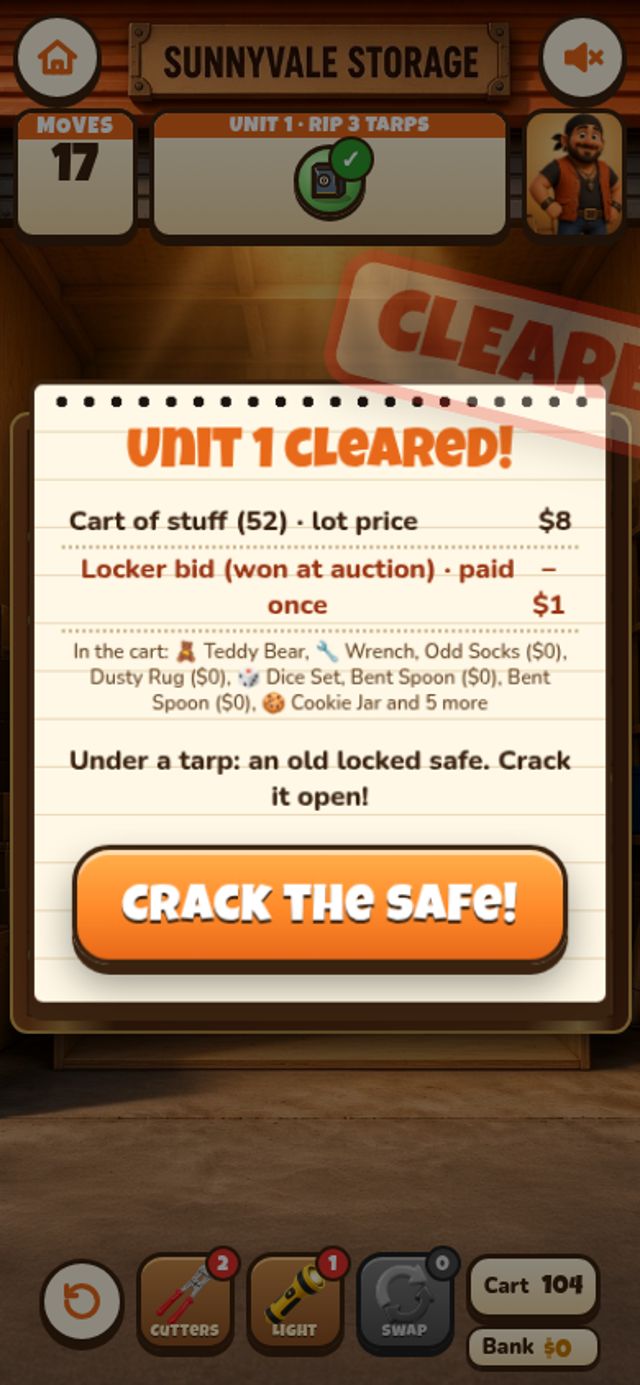 SUNNYVALE STORAGE
MOVES
17
UNIT 1 · RIP 3 TARPS
CLEARE
UNIT 1 CLEARED!
Cart of stuff (52) · lot price $8
Locker bid (won at auction) · paid –
once $1
In the cart: 🧸 Teddy Bear, 🔧 Wrench, Odd Socks ($0),
Dusty Rug ($0), 🎲 Dice Set, Bent Spoon ($0), Bent
Spoon ($0), 🍪 Cookie Jar and 5 more
Under a tarp: an old locked safe. Crack
it open!
CRACK THE SAFE!
2
CUTTERS
1
LIGHT
0
SWAP
Cart 104
Bank $0